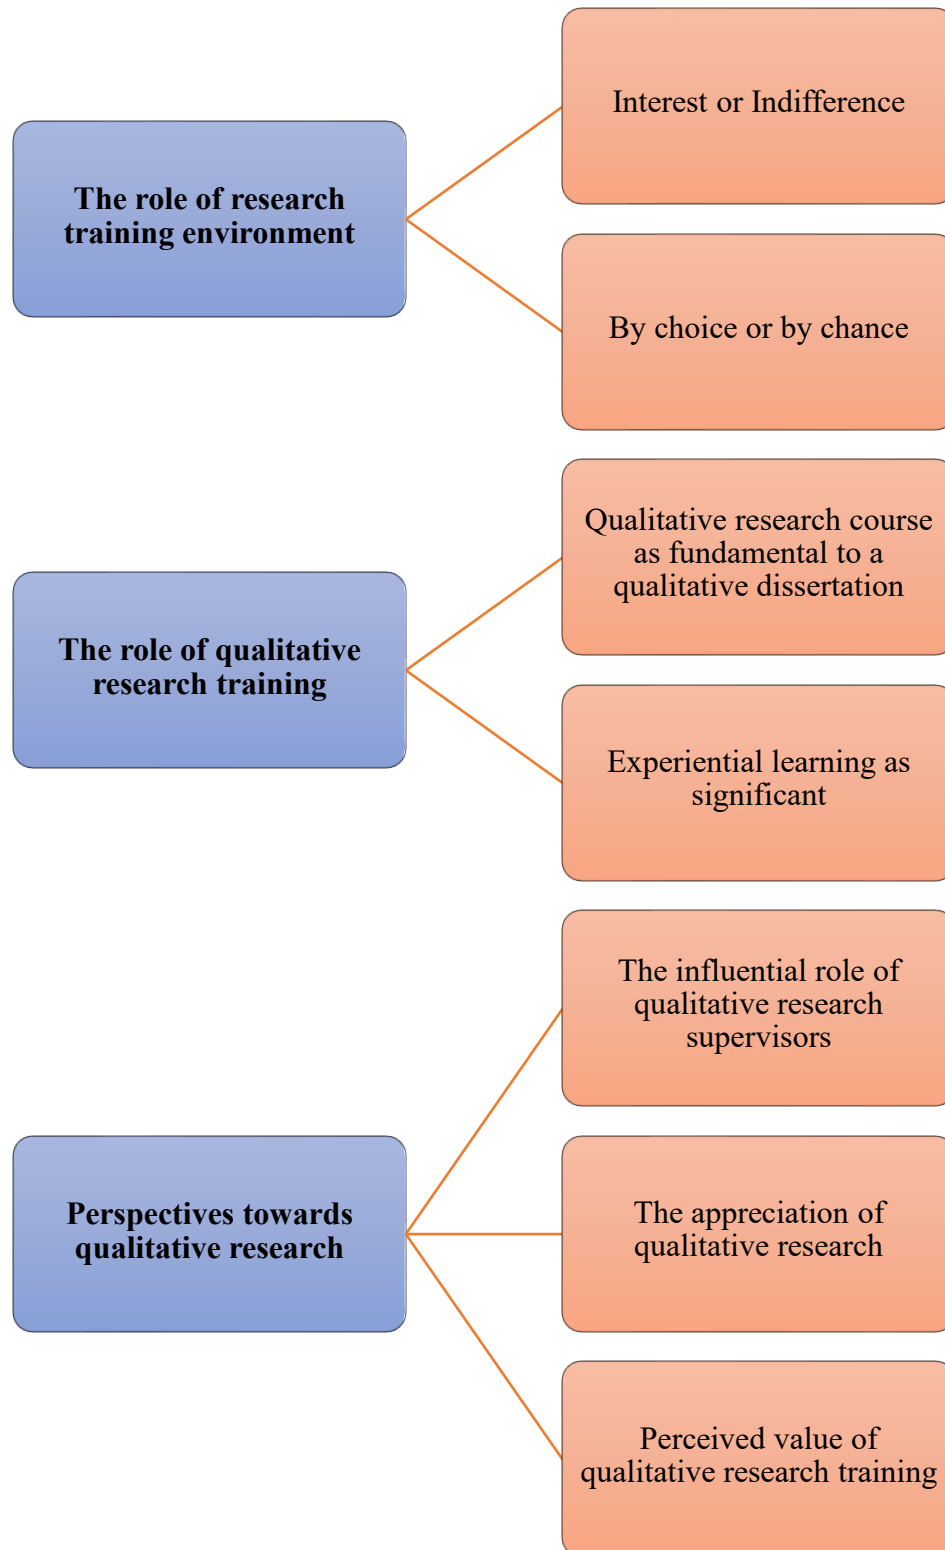 Interest or Indifference
The role of research
training environment
By choice or by chance
Qualitative research course
as fundamental to a
qualitative dissertation
The role of qualitative
research training
Experiential learning as
significant
The influential role of
qualitative research
supervisors
Perspectives towards
qualitative research
The appreciation of
qualitative research
Perceived value of
qualitative research training